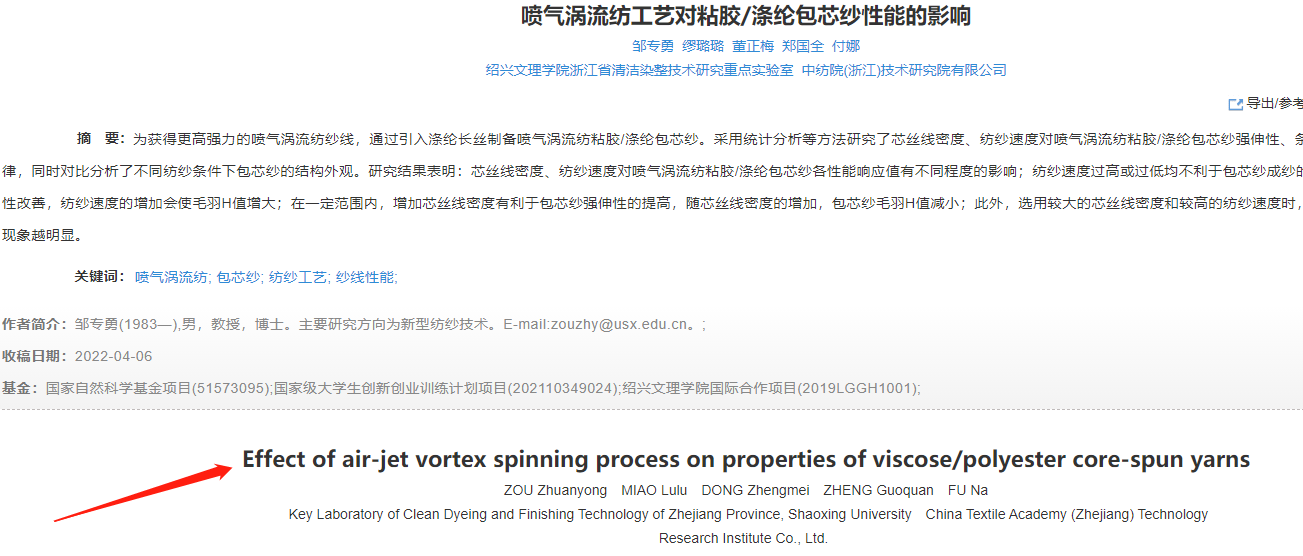 喷气涡流纺工艺对粘胶/涤纶包芯纱性能的影响
邹专勇 缪璐璐 董正梅 郑国全 付娜
绍兴文理学院浙江省清洁染整技术研究重点实验室 中纺院(浙江)技术研究院有限公司
导出/参考
摘 要：为获得更高强力的喷气涡流纺纱线，通过引入涤纶长丝制备喷气涡流纺粘胶/涤纶包芯纱。采用统计分析等方法研究了芯丝线密度、纺纱速度对喷气涡流纺粘胶/涤纶包芯纱强伸性、条
律，同时对比分析了不同纺纱条件下包芯纱的结构外观。研究结果表明：芯丝线密度、纺纱速度对喷气涡流纺粘胶/涤纶包芯纱各性能响应值有不同程度的影响；纺纱速度过高或过低均不利于包芯纱成纱的
性改善，纺纱速度的增加会使毛羽H值增大；在一定范围内，增加芯丝线密度有利于包芯纱强伸性的提高，随芯丝线密度的增加，包芯纱毛羽H值减小；此外，选用较大的芯丝线密度和较高的纺纱速度时，
现象越明显。
关键词： 喷气涡流纺; 包芯纱; 纺纱工艺; 纱线性能;
作者简介：邹专勇(1983—),男，教授，博士。主要研究方向为新型纺纱技术。E-mail:zouzhy@usx.edu.cn。;
收稿日期：2022-04-06
基金：国家自然科学基金项目(51573095);国家级大学生创新创业训练计划项目(202110349024);绍兴文理学院国际合作项目(2019LGGH1001);
Effect of air-jet vortex spinning process on properties of viscose/polyester core-spun yarns
ZOU Zhuanyong MIAO Lulu DONG Zhengmei ZHENG Guoquan FU Na
Key Laboratory of Clean Dyeing and Finishing Technology of Zhejiang Province, Shaoxing University China Textile Academy (Zhejiang) Technology
Research Institute Co., Ltd.